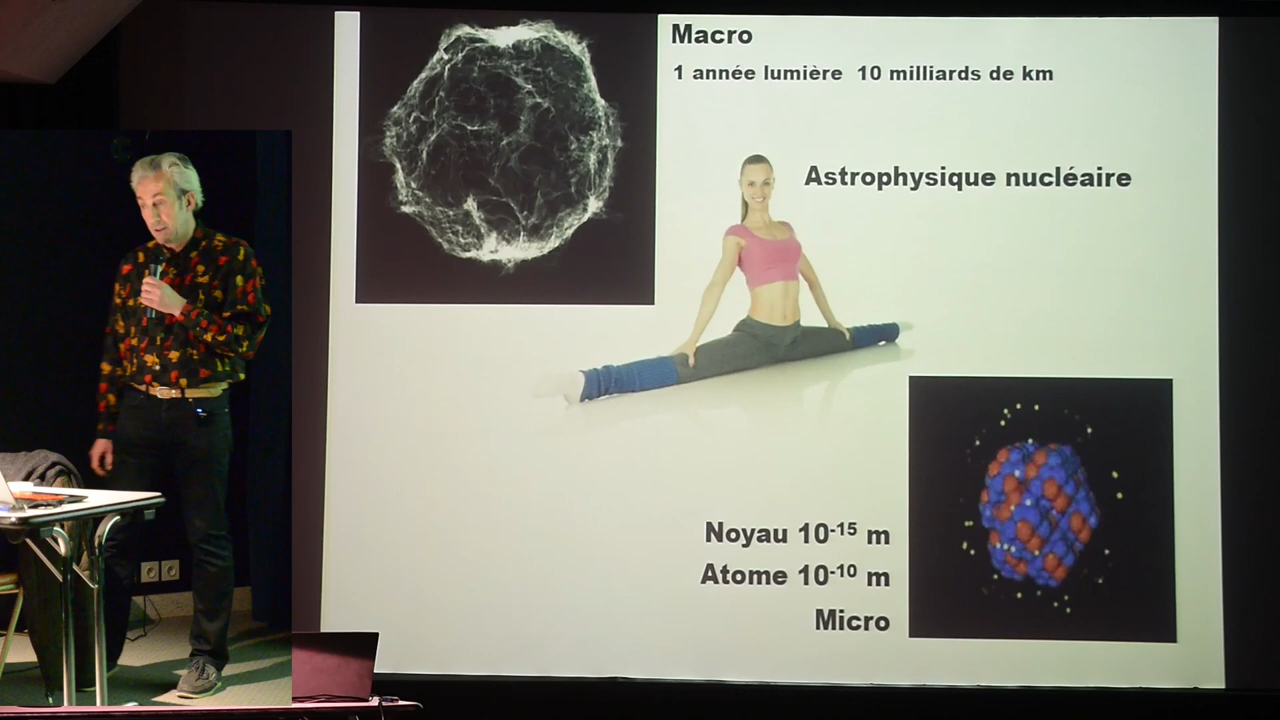 Macro
1 année lumière 10 milliards de km
Astrophysique nucléaire
Noyau 10⁻¹⁵ m
Atome 10⁻¹⁰ m
Micro